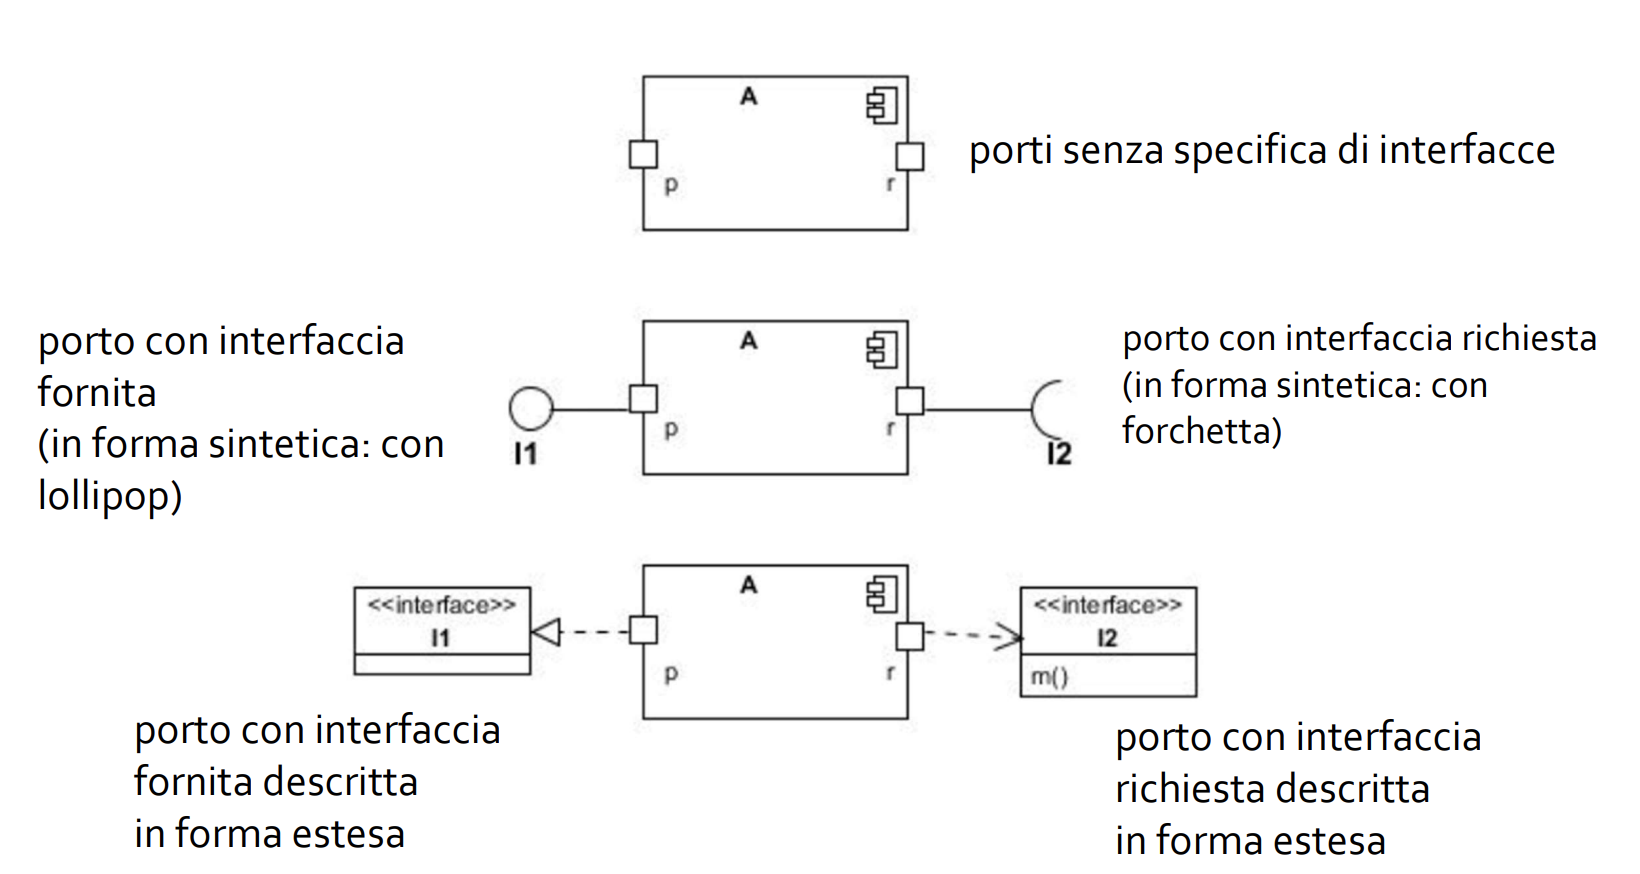 A
p
r
porti senza specifica di interfacce
porto con interfaccia
fornita
(in forma sintetica: con
lollipop)
I1
A
p
r
I2
porto con interfaccia richiesta
(in forma sintetica: con
forchetta)
<<interface>>
I1
A
p
r
<<interface>>
I2
m()
porto con interfaccia
fornita descritta
in forma estesa
porto con interfaccia
richiesta descritta
in forma estesa